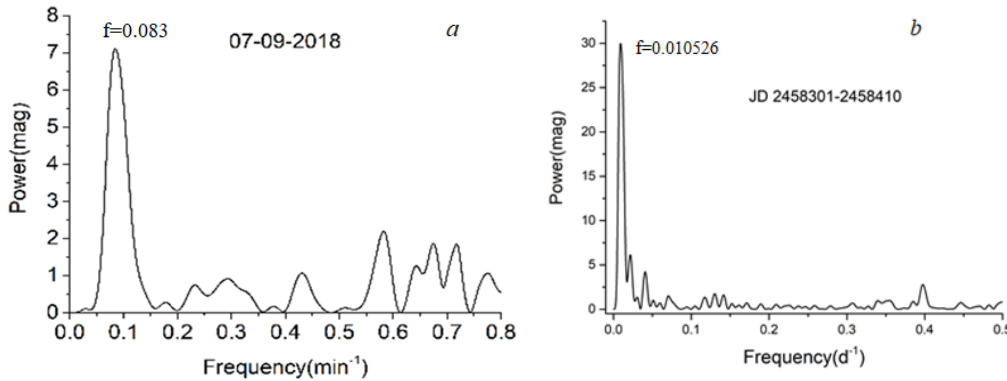 f=0.083
07-09-2018
a
8
7
6
5
4
3
2
1
0
0.0 0.1 0.2 0.3 0.4 0.5 0.6 0.7 0.8
Power(mag)
Frequency(min⁻¹)
b
f=0.010526
JD 2458301-2458410
30
25
20
15
10
5
0
0.0 0.1 0.2 0.3 0.4 0.5
Power(mag)
Frequency(d⁻¹)